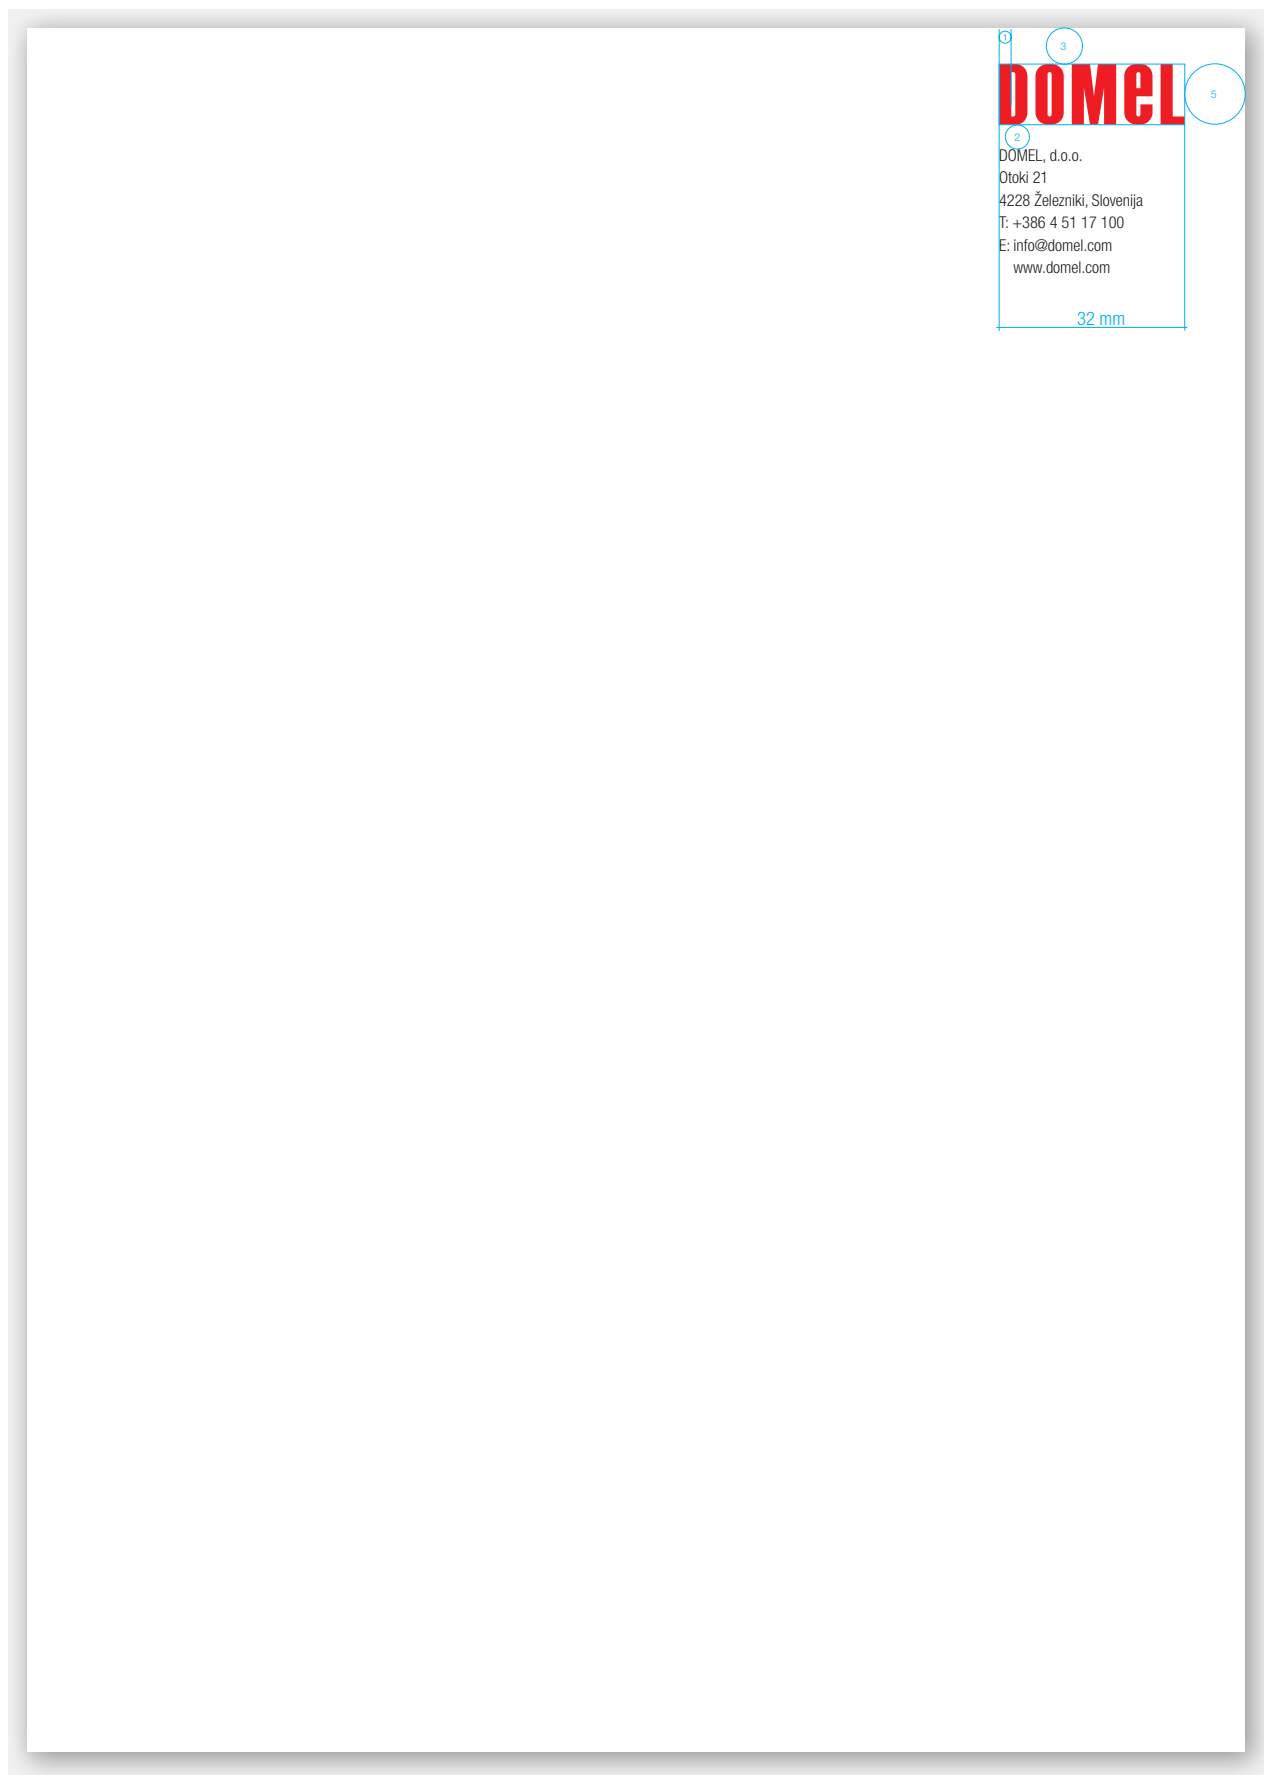 1
3
DOMEL
5
2
DOMEL, d.o.o.
Otoki 21
4228 Železniki, Slovenija
T: +386 4 51 17 100
E: info@domel.com
www.domel.com
32 mm